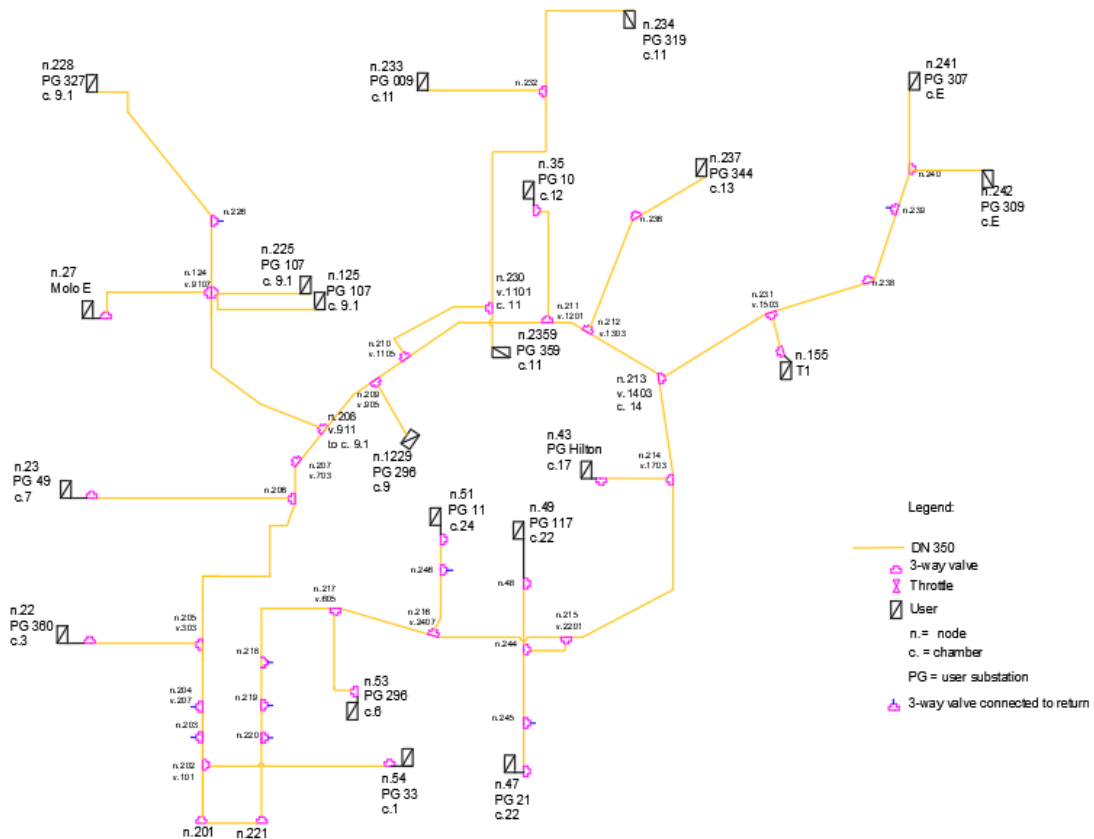 n.234
PG 319
c.11
n.228
PG 327
c. 9.1
n.233
PG 009
c.11
n.232
n.241
PG 307
c.E
n.35
PG 10
c.12
n.237
PG 344
c.13
n.240
n.242
PG 309
c.E
n.239
n.236
n.226
n.225
PG 107
c. 9.1
n.125
PG 107
c. 9.1
n.27
Molo E
n.124
v.9107
n.230
v.1101
c. 11
n.211
v.1201
n.212
v.1303
n.231
v.1503
n.238
n.210
v.1105
n.2359
PG 359
c.11
n.155
T1
n.213
v.1403
c. 14
n.209
v.905
n.208
v.911
to c. 9.1
n.1229
PG 296
c.9
n.43
PG Hilton
c.17
n.214
v.1703
n.207
v.703
n.23
PG 49
c.7
n.206
n.51
PG 11
c.24
n.49
PG 117
c.22
Legend:
DN 350
3-way valve
Throttle
User
n.= node
c. = chamber
PG = user substation
3-way valve connected to return
n.246
n.48
n.217
v.605
n.216
v.2407
n.215
v.2201
n.244
n.22
PG 360
c.3
n.205
v.303
n.218
n.53
PG 296
c.6
n.204
v.207
n.219
n.203
n.220
n.245
n.202
v.101
n.54
PG 33
c.1
n.47
PG 21
c.22
n.201
n.221